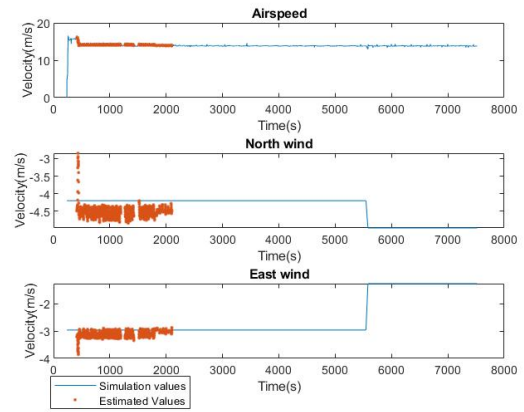 Airspeed
20
10
0
Velocity(m/s)
0 1000 2000 3000 4000 5000 6000 7000 8000
Time(s)
North wind
-3
-3.5
-4
-4.5
Velocity(m/s)
0 1000 2000 3000 4000 5000 6000 7000 8000
Time(s)
East wind
-2
-3
-4
Velocity(m/s)
0 1000 2000 3000 4000 5000 6000 7000 8000
Time(s)
Simulation values
Estimated Values